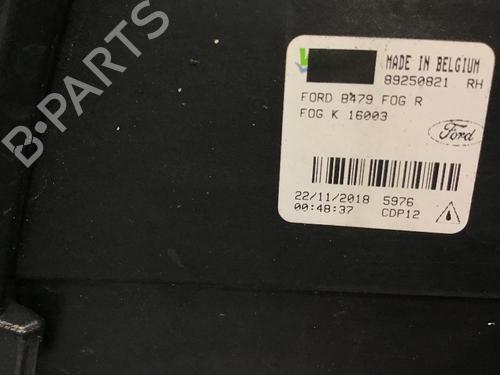 MADE IN BELGIUM
89250821 RH
FORD B479 FOG R
FOG K 16003
Ford
22/11/2018 5976
00:48:37 CDP12
B-PARTS